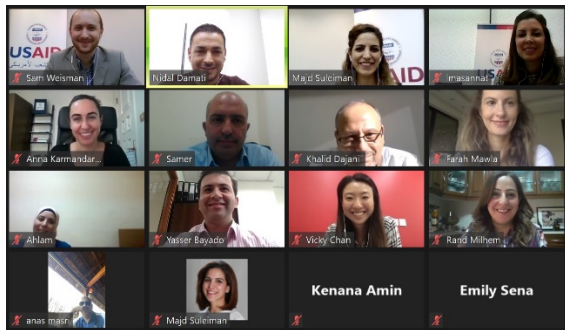 USAID
Sam Weisman
Nidal Damati
AID
Majd Suleiman
imasannat
Anna Karmandar...
Samer
Khalid Dajani
Farah Mawla
Ahlam
Yasser Bayado
Vicky Chan
Rand Milhem
anas masri
Majd Suleiman
Kenana Amin
Emily Sena